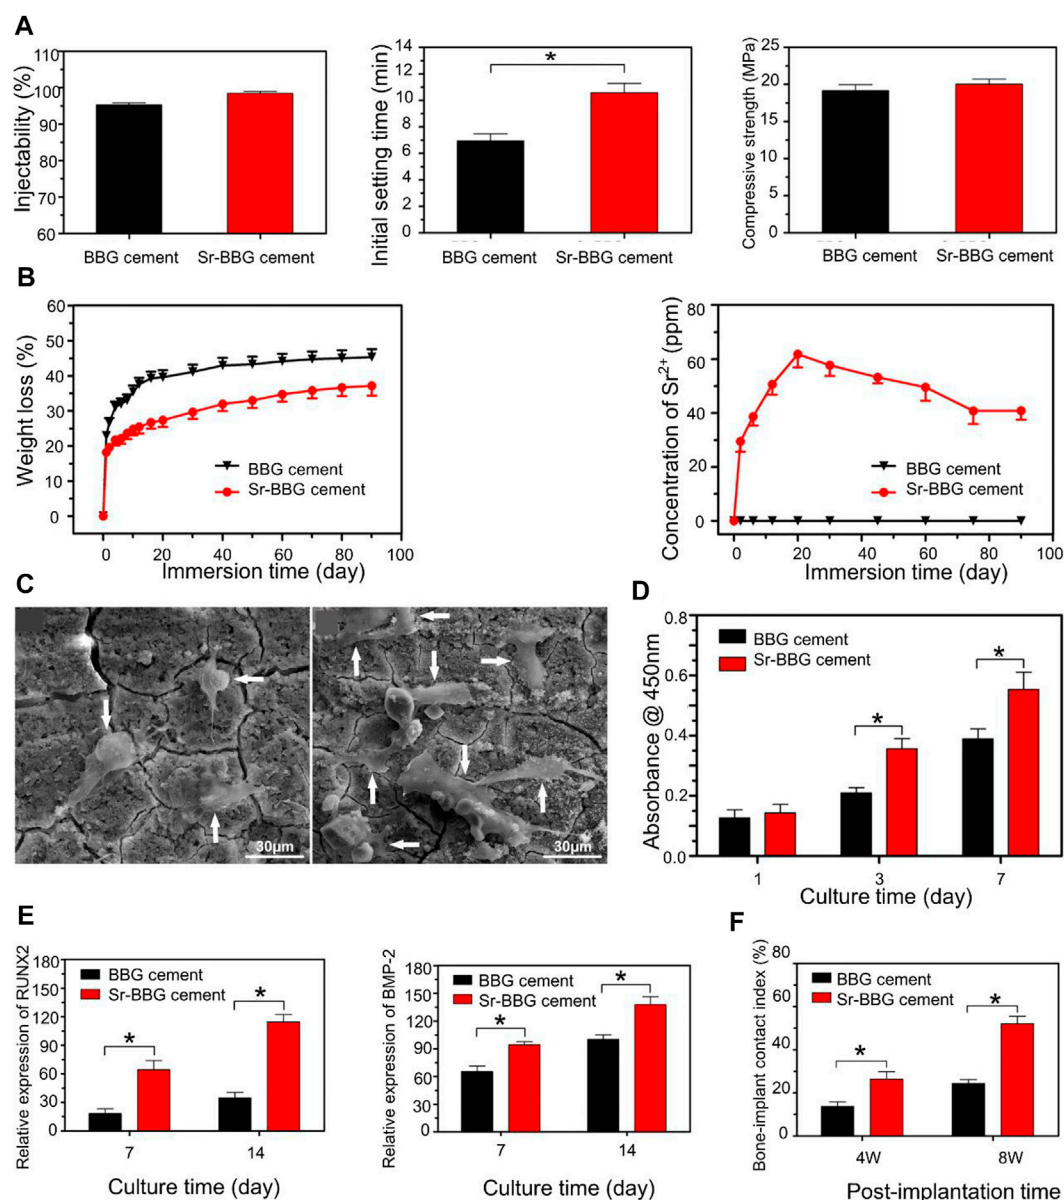 A
Injectability (%)
110
100
90
80
70
60
BBG cement
Sr-BBG cement
Initial setting time (min)
14
12
10
8
6
4
2
0
*
BBG cement
Sr-BBG cement
Compressive strength (MPa)
25
20
15
10
5
0
BBG cement
Sr-BBG cement
B
Weight loss (%)
60
50
40
30
20
10
0
BBG cement
Sr-BBG cement
0 20 40 60 80 100
Immersion time (day)
Concentration of Sr²⁺ (ppm)
80
60
40
20
0
BBG cement
Sr-BBG cement
0 20 40 60 80 100
Immersion time (day)
C
30μm
30μm
D
Absorbance @ 450nm
0.8
0.6
0.4
0.2
0.0
BBG cement
Sr-BBG cement
*
*
1 3 7
Culture time (day)
E
Relative expression of RUNX2
180
150
120
90
60
30
0
BBG cement
Sr-BBG cement
*
*
7 14
Culture time (day)
Relative expression of BMP-2
180
150
120
90
60
30
0
BBG cement
Sr-BBG cement
*
*
7 14
Culture time (day)
F
Bone-implant contact index (%)
80
60
40
20
0
BBG cement
Sr-BBG cement
*
*
4W 8W
Post-implantation time